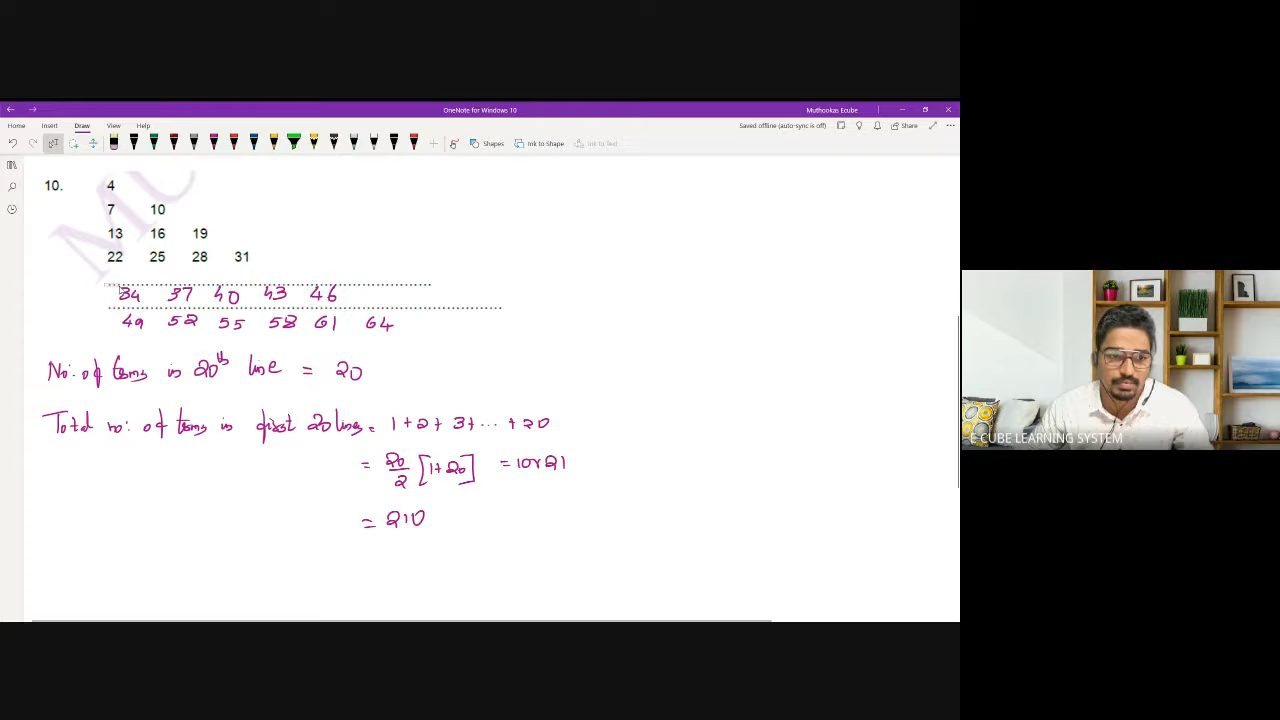 OneNote for Windows 10
Muthookas Ecube
Home Insert Draw View Help
Saved offline (auto-sync is off)
Share
Shapes
Ink to Shape
Ink to Text
10. 4
7 10
13 16 19
22 25 28 31
34 37 40 43 46
49 52 55 58 61 64
No: of terms in 20th line = 20
Total no: of terms in first 20 lines = 1+2+3+...+20
= 20/2 [1+20] = 10×21
= 210
E CUBE LEARNING SYSTEM